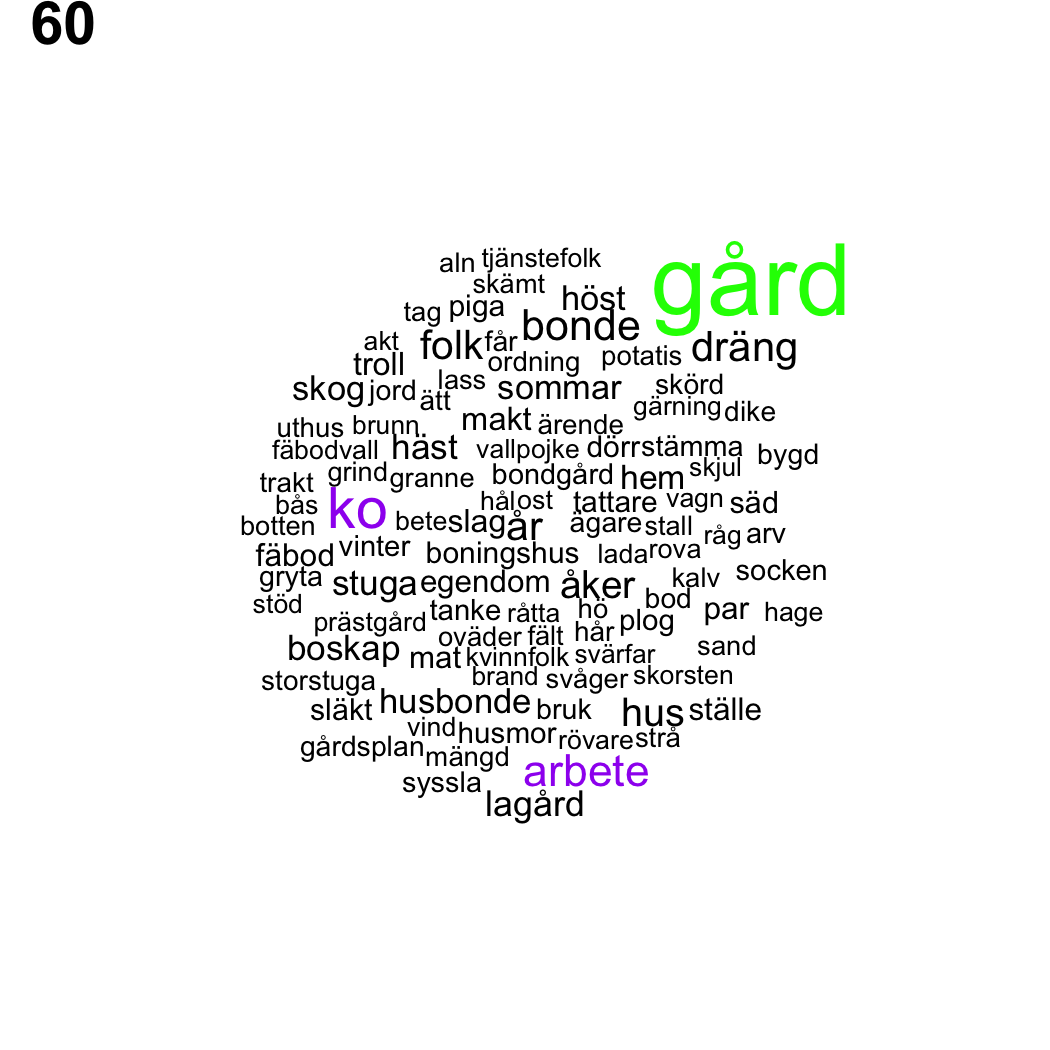 60
aln tjänstefolk
skämt
gård
tag piga höst
bonde
akt folk får dräng
troll ordning potatis
skog jord ätt lass sommar skörd
gärning dike
uthus brunn makt ärende
fäbodvall häst vallpojke dörr stämma bygd
trakt grind granne bondgård hem skjul
bås ko hål ost tattare vagn säd
botten bete slag år ägare stall råg arv
fäbod vinter boningshus lada rova
gryta stuga egendom åker kalv socken
stöd tanke råtta hö bod par hage
prästgård oväder fält hår plog
boskap mat kvinnfolk svärfar sand
storstuga brand svåger skorsten
släkt husbonde bruk hus ställe
vind husmor rövare strå
gårdsplan mängd
syssla arbete
lagård